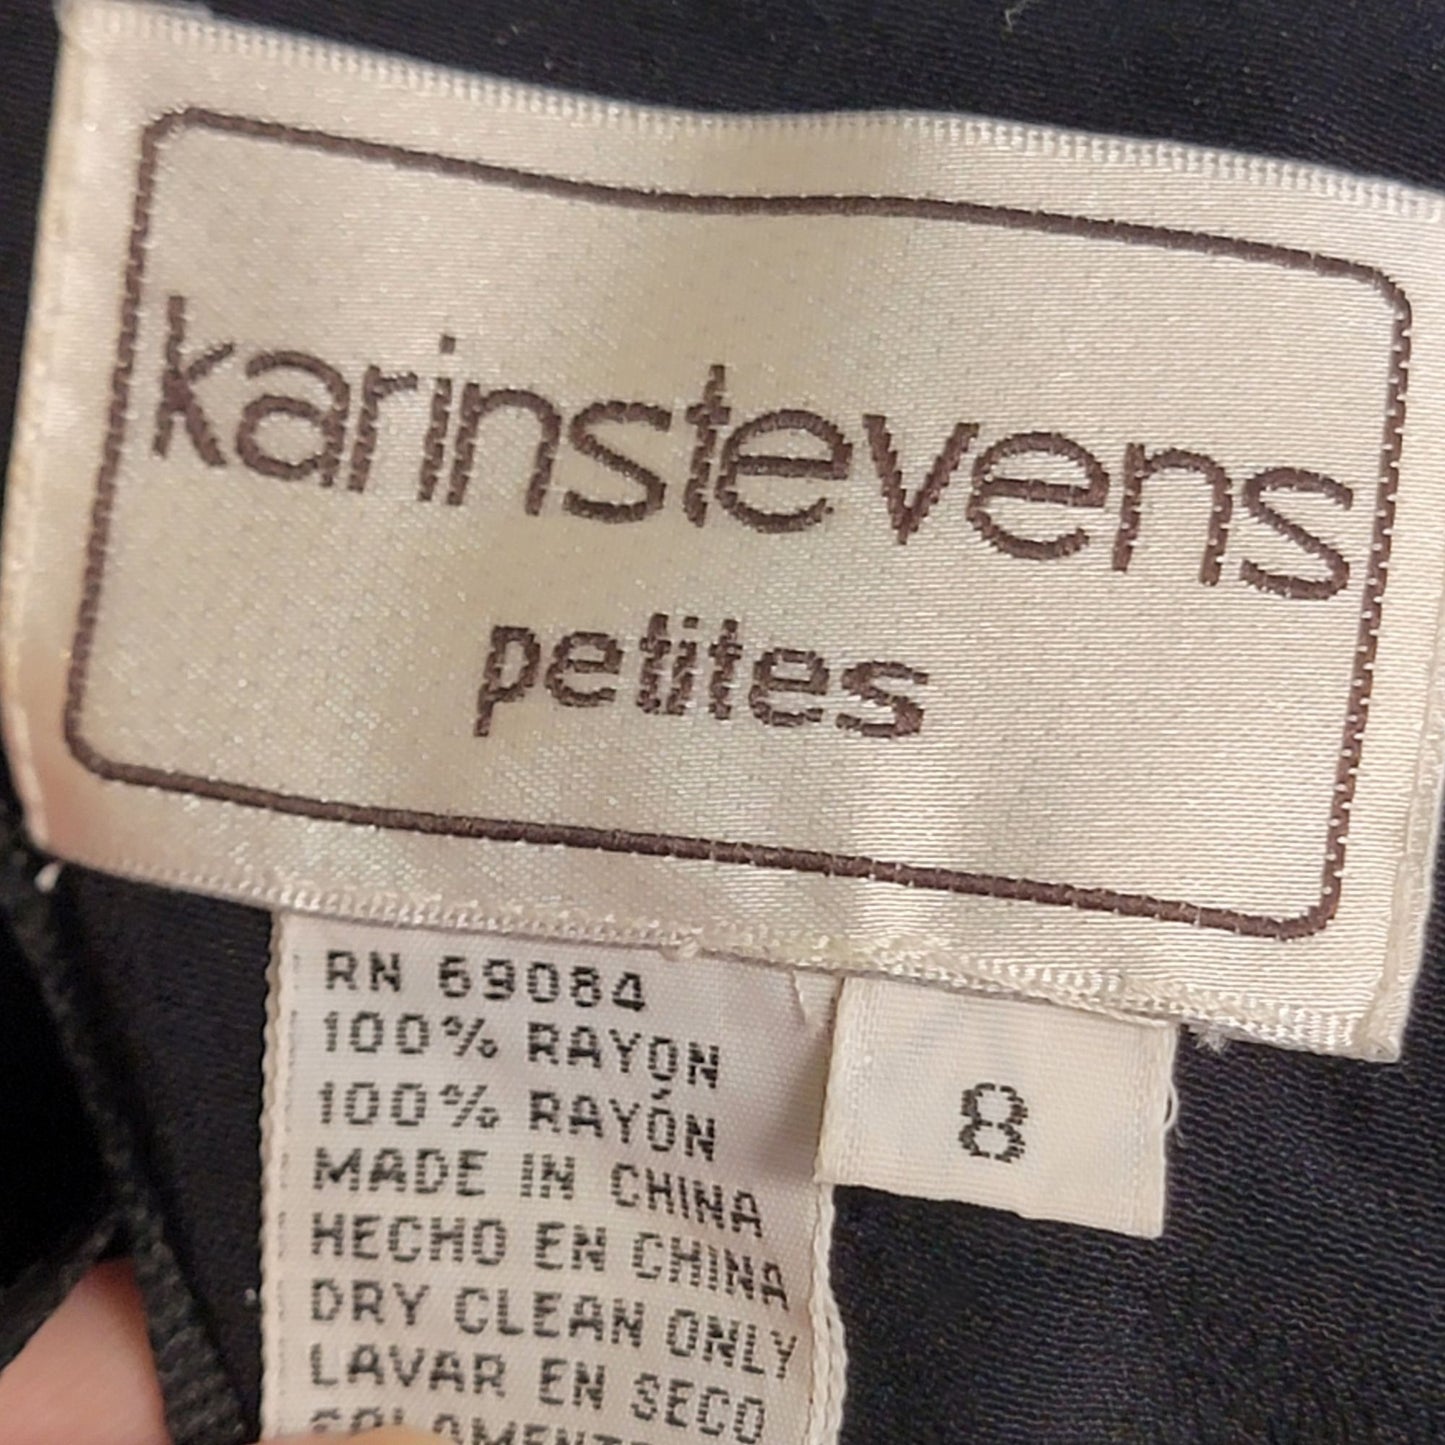 karinstevens
petites
RN 69084
100% RAYON
100% RAYÓN
MADE IN CHINA
HECHO EN CHINA
DRY CLEAN ONLY
LAVAR EN SECO
8